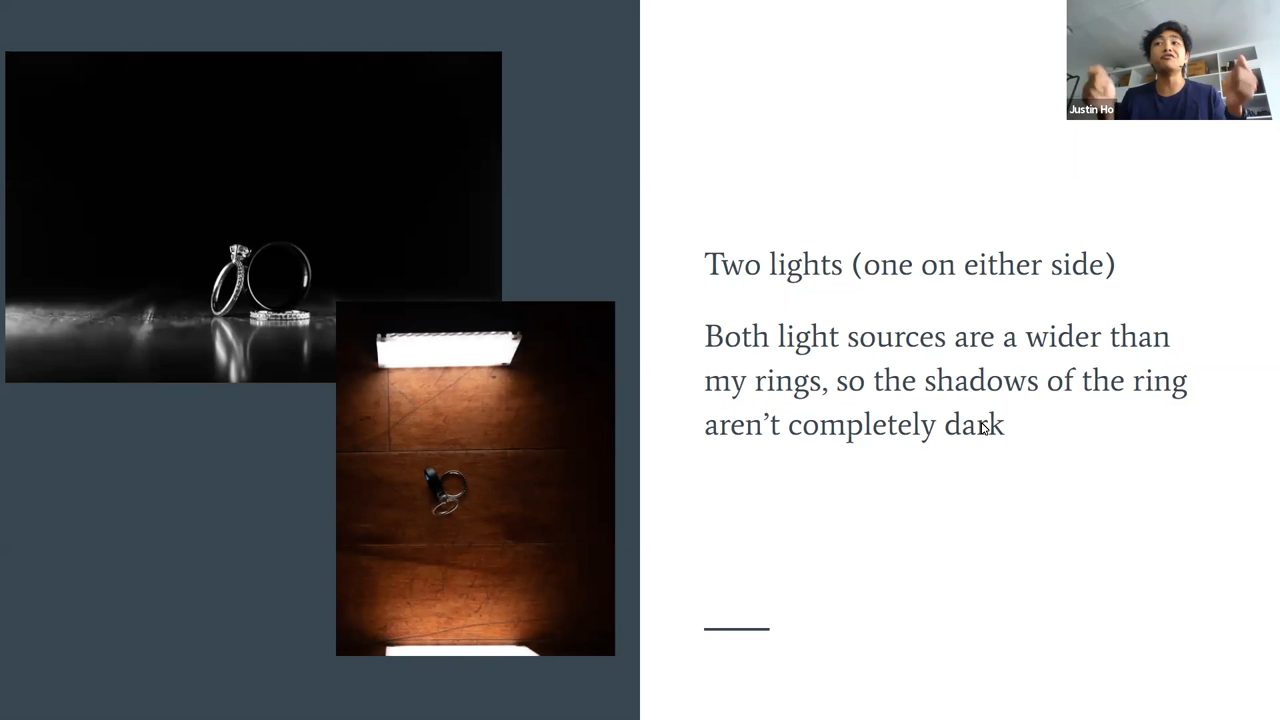 Justin Ho
Two lights (one on either side)
Both light sources are a wider than
my rings, so the shadows of the ring
aren’t completely dark